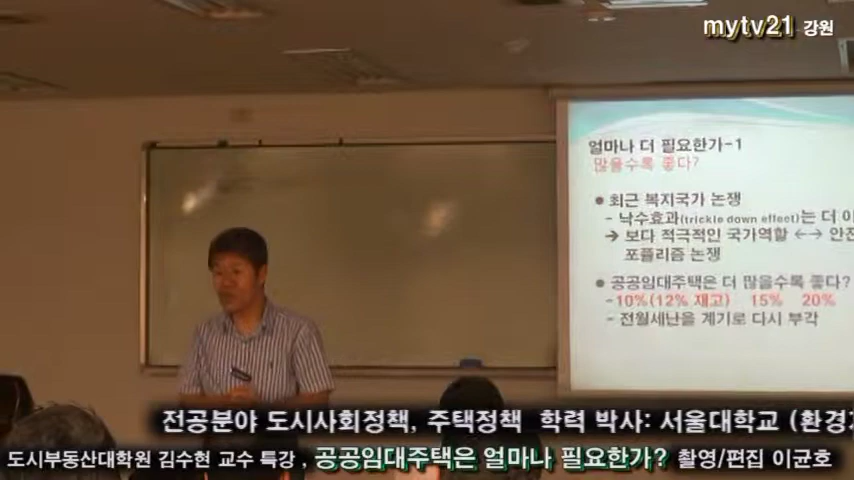 mytv21 강원
얼마나 더 필요한가-1
많을수록 좋다?
● 최근 복지국가 논쟁
- 낙수효과(trickle down effect)는 더 이
→ 보다 적극적인 국가역할 ←→ 안전
포퓰리즘 논쟁
● 공공임대주택은 더 많을수록 좋다?
-10%(12% 재고) 15% 20%
- 전월세난을 계기로 다시 부각
전공분야 도시사회정책, 주택정책 학력 박사: 서울대학교 (환경
도시부동산대학원 김수현 교수 특강 , 공공임대주택은 얼마나 필요한가? 촬영/편집 이균호